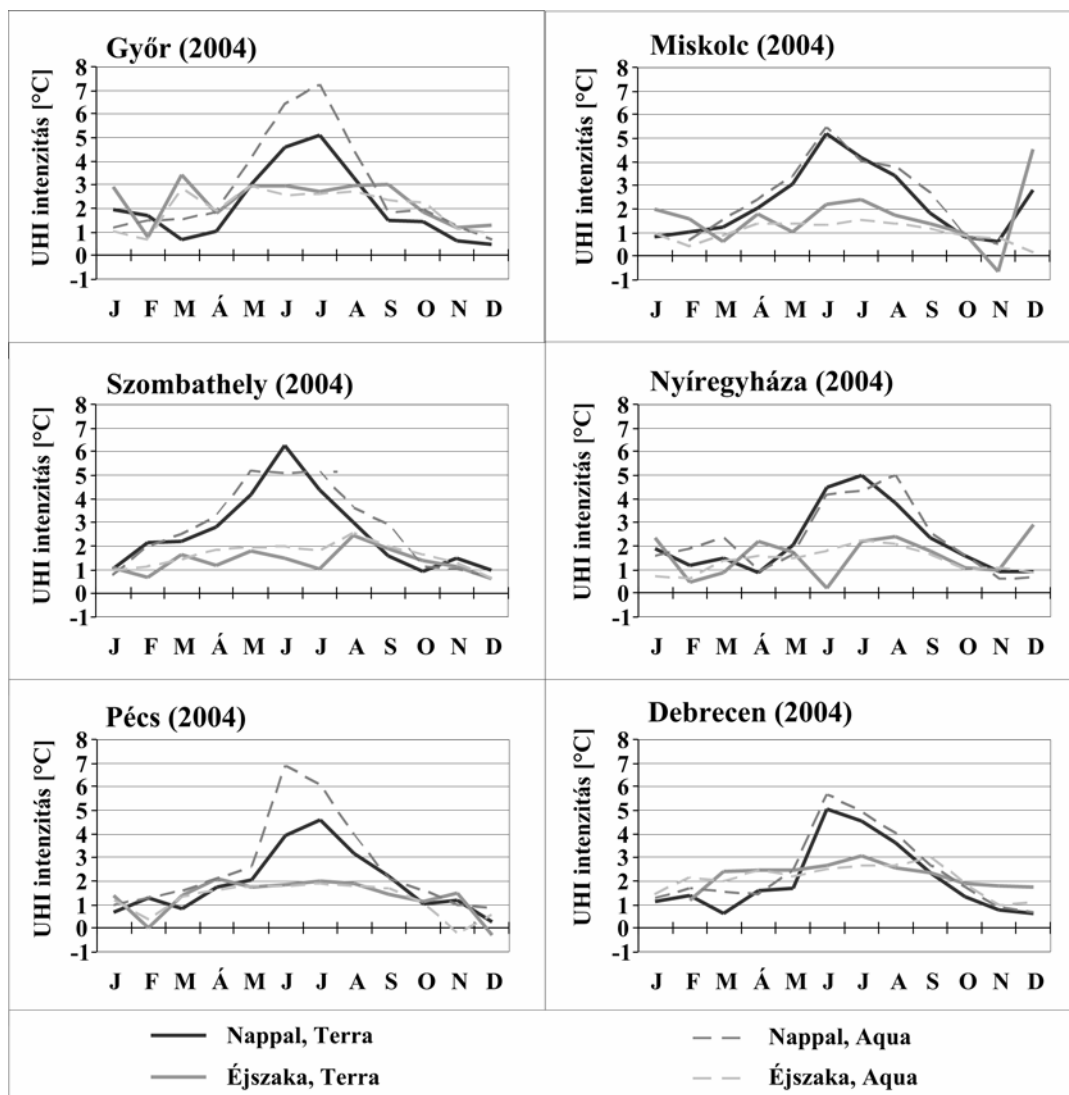 Győr (2004)
UHI intenzitás [°C]
8
7
6
5
4
3
2
1
0
-1
J F M Á M J J A S O N D
Miskolc (2004)
UHI intenzitás [°C]
8
7
6
5
4
3
2
1
0
-1
J F M Á M J J A S O N D
Szombathely (2004)
UHI intenzitás [°C]
8
7
6
5
4
3
2
1
0
-1
J F M Á M J J A S O N D
Nyíregyháza (2004)
UHI intenzitás [°C]
8
7
6
5
4
3
2
1
0
-1
J F M Á M J J A S O N D
Pécs (2004)
UHI intenzitás [°C]
8
7
6
5
4
3
2
1
0
-1
J F M Á M J J A S O N D
Debrecen (2004)
UHI intenzitás [°C]
8
7
6
5
4
3
2
1
0
-1
J F M Á M J J A S O N D
Nappal, Terra
Nappal, Aqua
Éjszaka, Terra
Éjszaka, Aqua